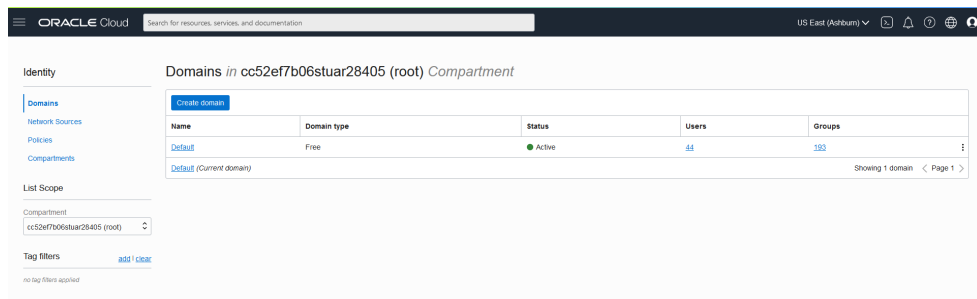 ORACLE Cloud
Search for resources, services, and documentation
US East (Ashburn)
Identity
Domains
Network Sources
Policies
Compartments
List Scope
Compartment
cc52ef7b06stuar28405 (root)
Tag filters
add | clear
no tag filters applied
Domains in cc52ef7b06stuar28405 (root) Compartment
Create domain
Name Domain type Status Users Groups
Default Free Active 44 193
Default (Current domain) Showing 1 domain < Page 1 >